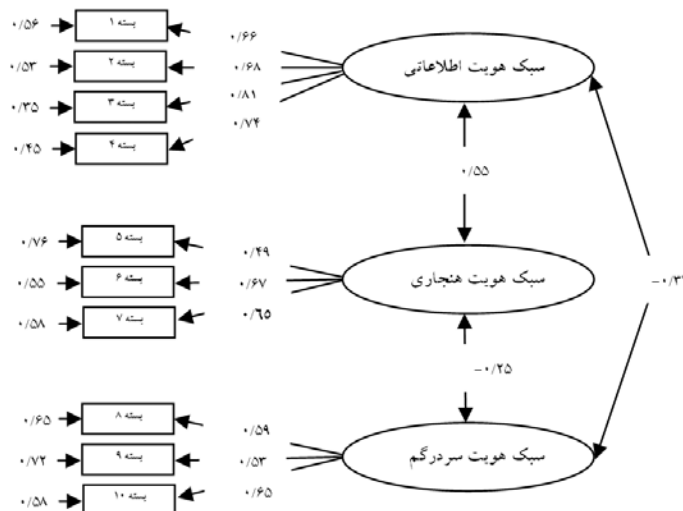 ۰/۵۶
بسته ۱
۰/۶۶
۰/۵۳
بسته ۲
۰/۶۸
سبک هویت اطلاعاتی
۰/۳۵
بسته ۳
۰/۸۱
۰/۴۵
بسته ۴
۰/۷۴
۰/۵۵
۰/۷۶
بسته ۵
۰/۴۹
۰/۵۵
بسته ۶
۰/۶۷
سبک هویت هنجاری
۰/۵۸
بسته ۷
۰/٦۵
−۰/۲۵
۰/۶۵
بسته ۸
۰/۵۹
۰/۷۲
بسته ۹
۰/۵۳
سبک هویت سردرگم
۰/۵۸
بسته ۱۰
۰/۶۵